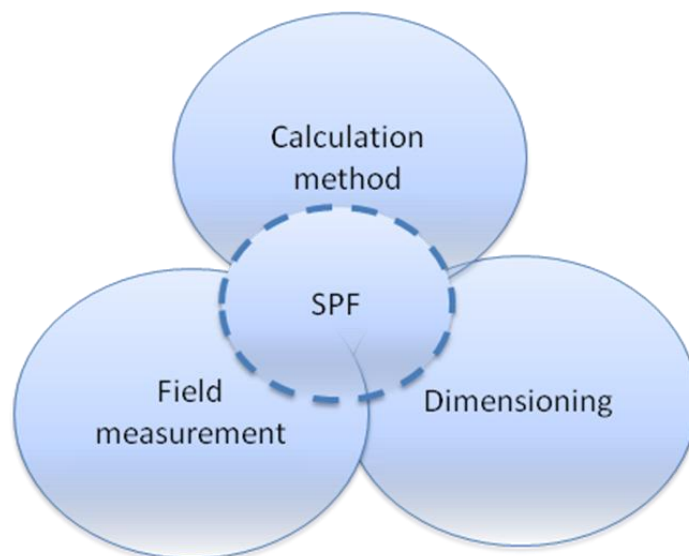 Calculation
method
SPF
Field
measurement
Dimensioning